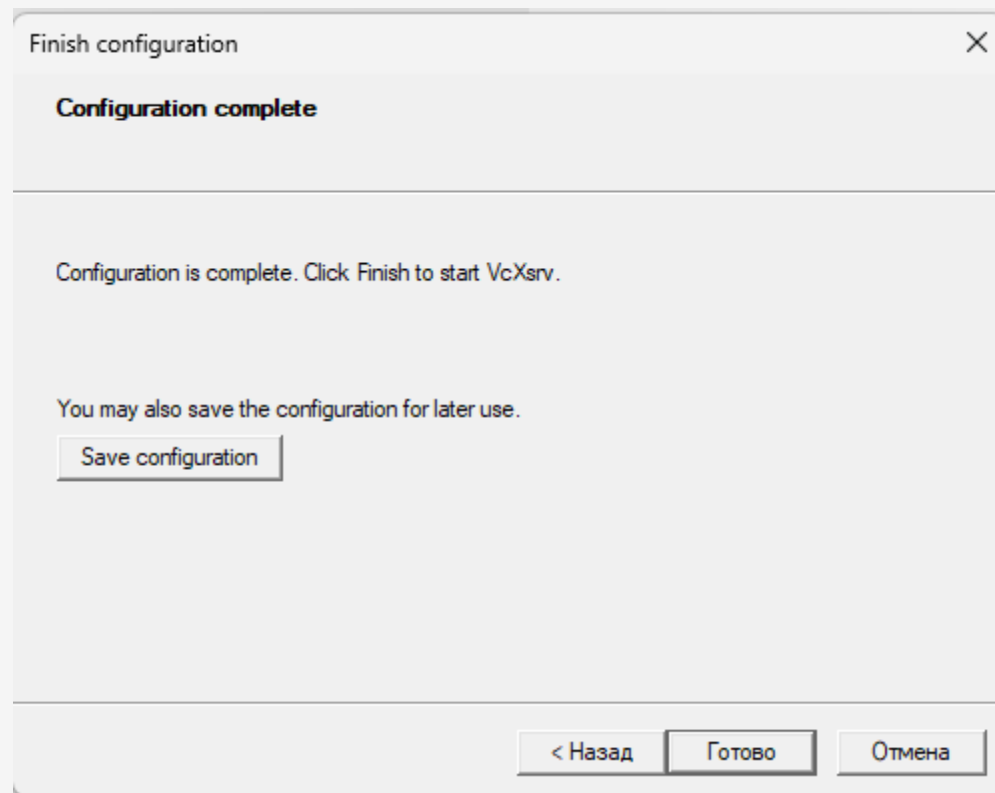 Finish configuration
Configuration complete
Configuration is complete. Click Finish to start VcXsrv.
You may also save the configuration for later use.
Save configuration
< Назад Готово Отмена